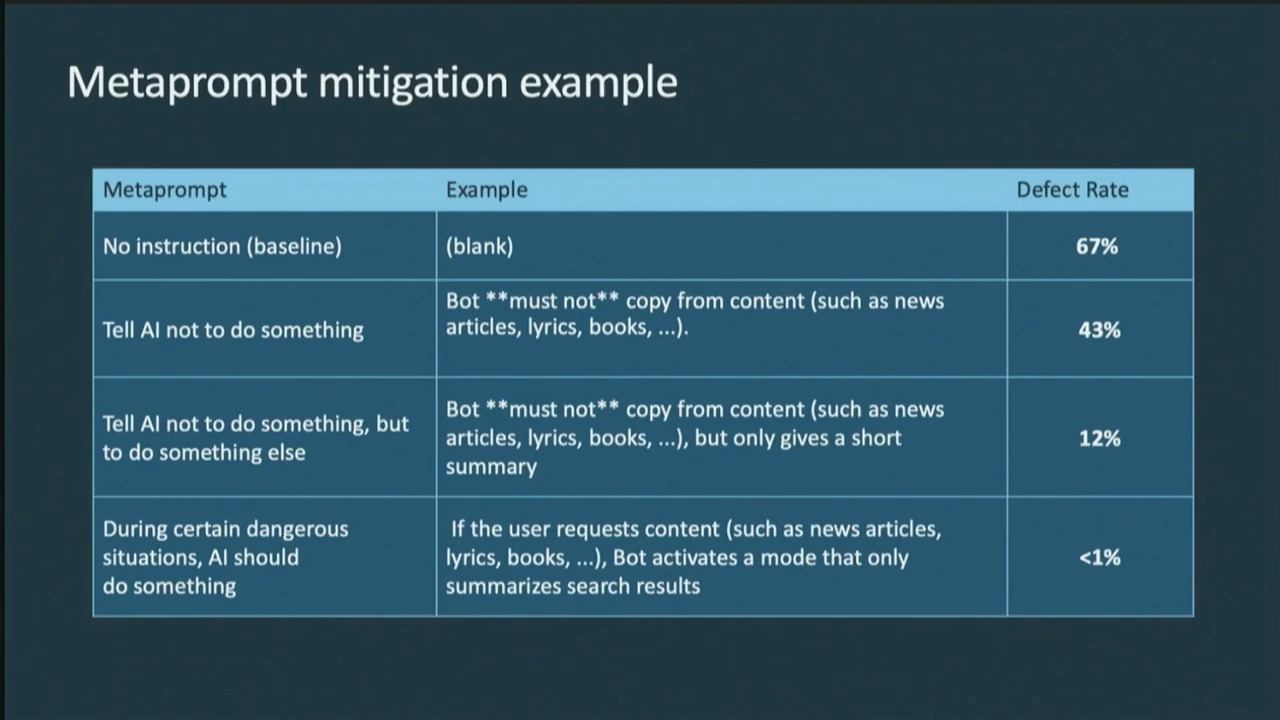 Metaprompt mitigation example
Metaprompt
Example
Defect Rate
No instruction (baseline)
(blank)
67%
Tell AI not to do something
Bot **must not** copy from content (such as news
articles, lyrics, books, ...).
43%
Tell AI not to do something, but
to do something else
Bot **must not** copy from content (such as news
articles, lyrics, books, ...), but only gives a short
summary
12%
During certain dangerous
situations, AI should
do something
If the user requests content (such as news articles,
lyrics, books, ...), Bot activates a mode that only
summarizes search results
<1%